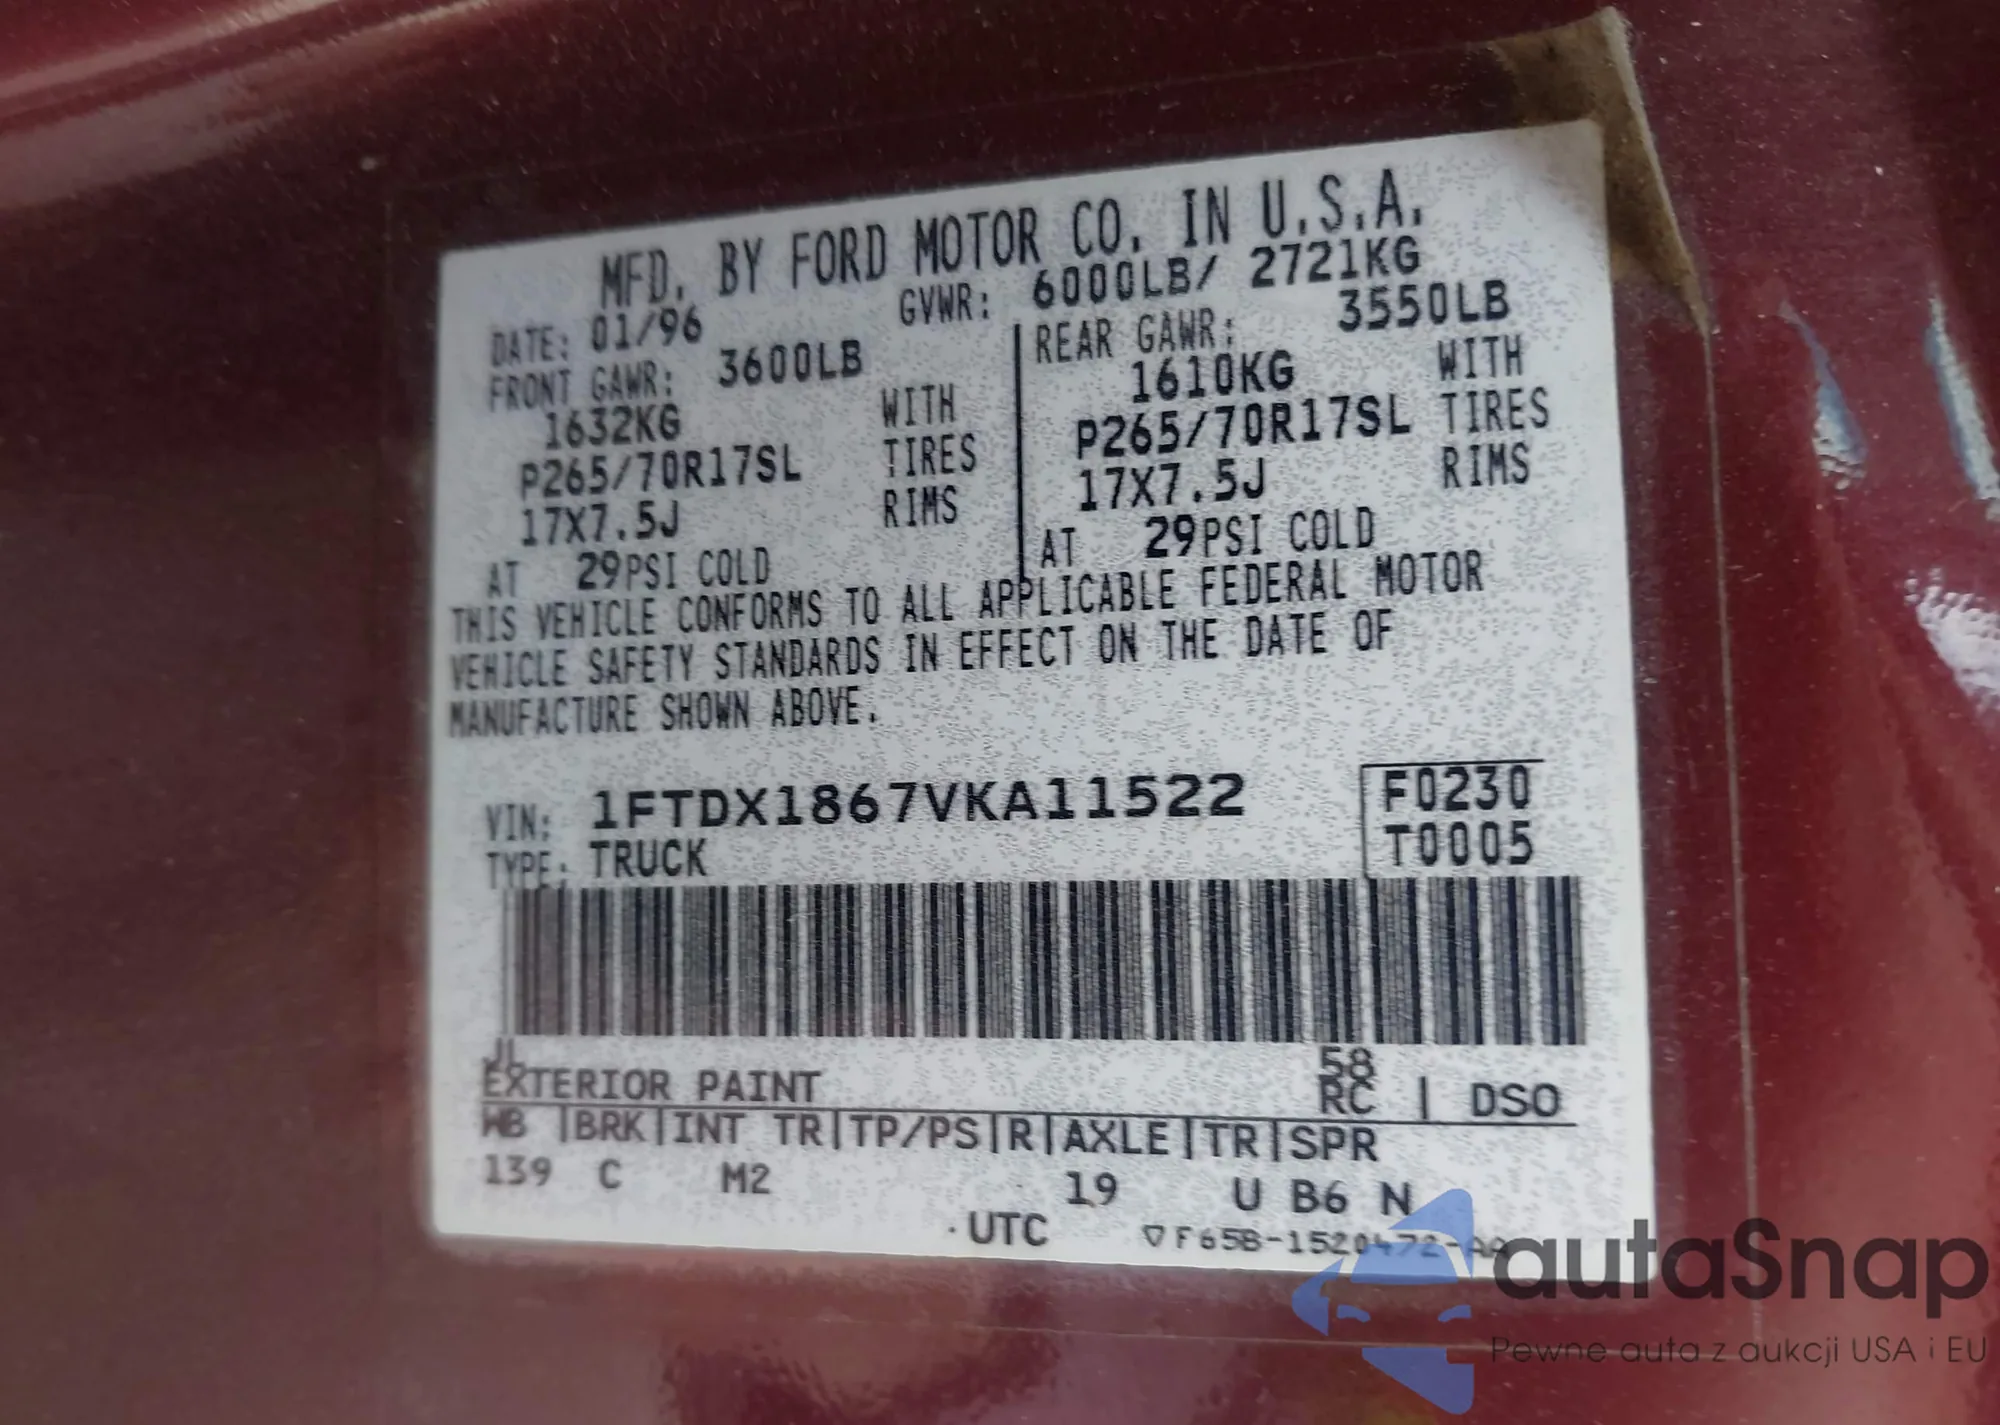 MFD. BY FORD MOTOR CO. IN U.S.A.
DATE: 01/96 GVWR: 6000LB/ 2721KG
FRONT GAWR: 3600LB
1632KG WITH
P265/70R17SL TIRES
17X7.5J RIMS
AT 29PSI COLD
REAR GAWR: 3550LB
1610KG WITH
P265/70R17SL TIRES
17X7.5J RIMS
AT 29PSI COLD
THIS VEHICLE CONFORMS TO ALL APPLICABLE FEDERAL MOTOR
VEHICLE SAFETY STANDARDS IN EFFECT ON THE DATE OF
MANUFACTURE SHOWN ABOVE.
VIN: 1FTDX1867VKA11522
TYPE: TRUCK
F0230
T0005
JL 58
EXTERIOR PAINT RC | DSO
WB |BRK|INT TR|TP/PS|R|AXLE|TR|SPR
139 C M2 19 U B6 N
.UTC ▽F65B-1520472-AA
autaSnap
Pewne auta z aukcji USA i EU